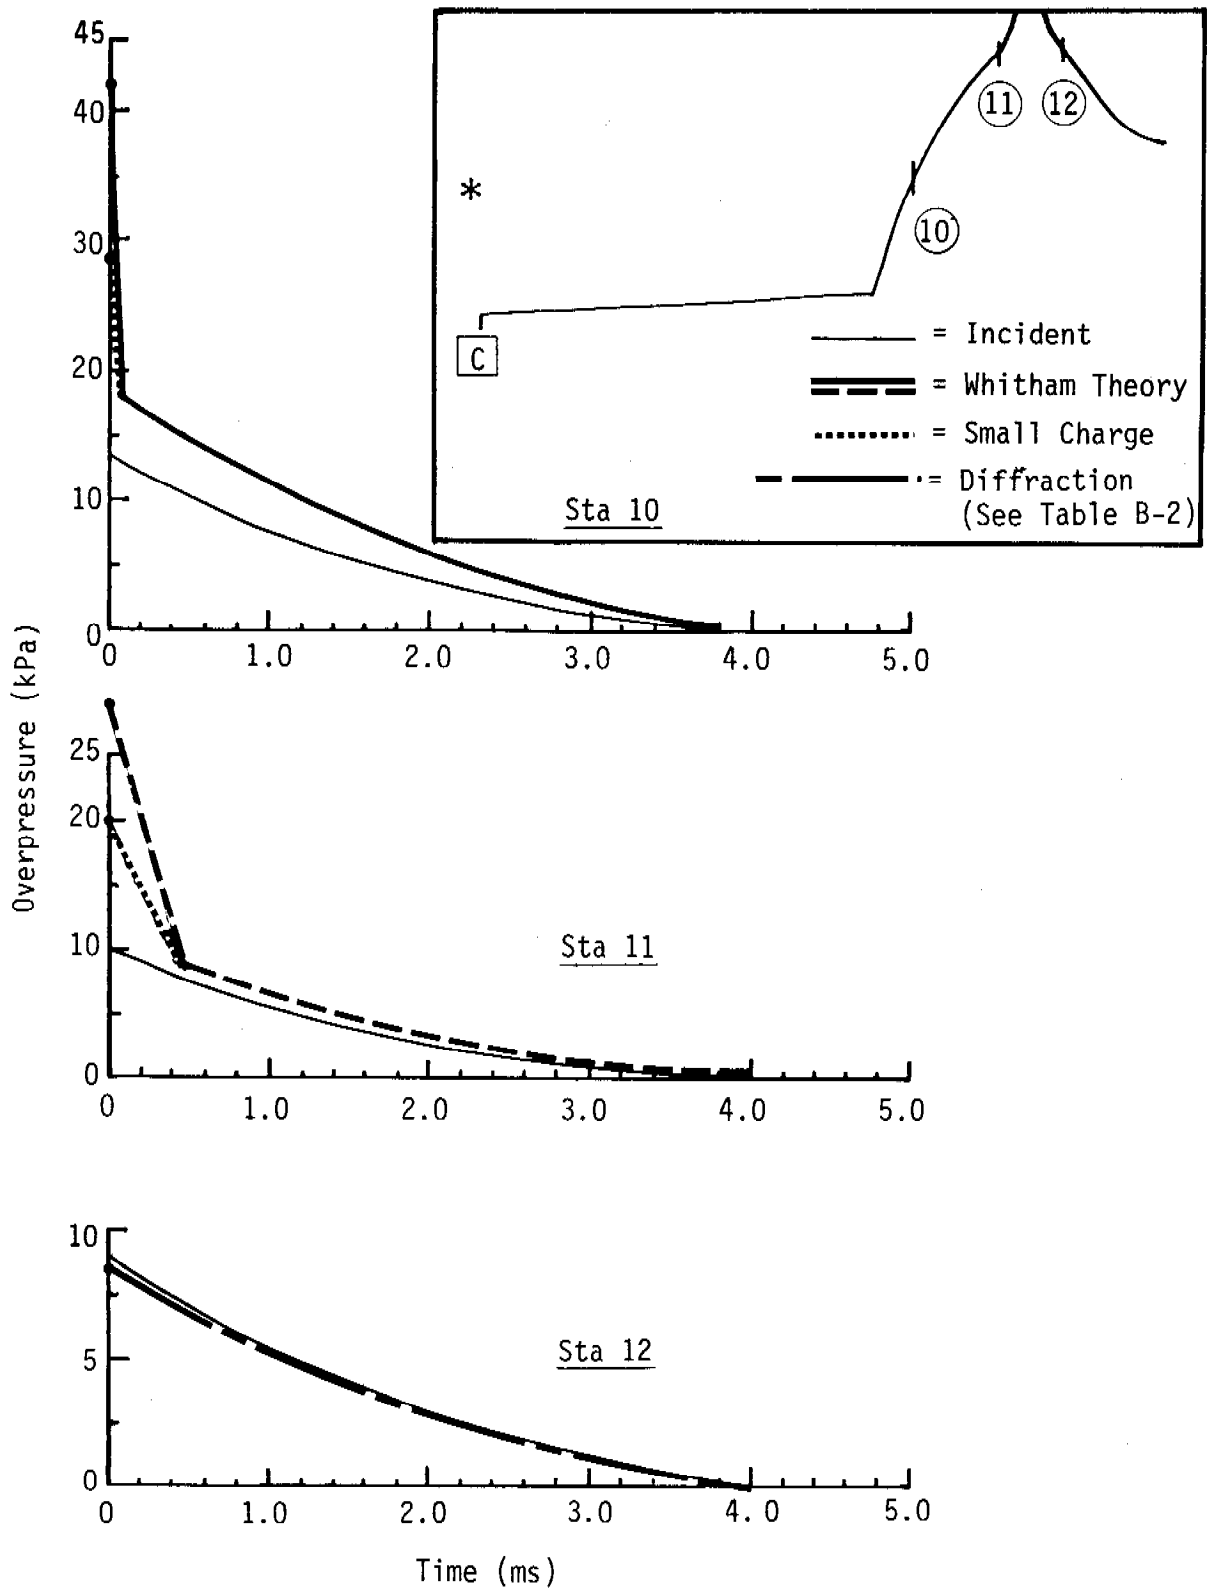 45
40
30
20
10
0
0 1.0 2.0 3.0 4.0 5.0
11 12
*
10
C
= Incident
= Whitham Theory
= Small Charge
= Diffraction
(See Table B-2)
Sta 10
Overpressure (kPa)
25
20
10
0
Sta 11
0 1.0 2.0 3.0 4.0 5.0
10
5
0
Sta 12
0 1.0 2.0 3.0 4.0 5.0
Time (ms)